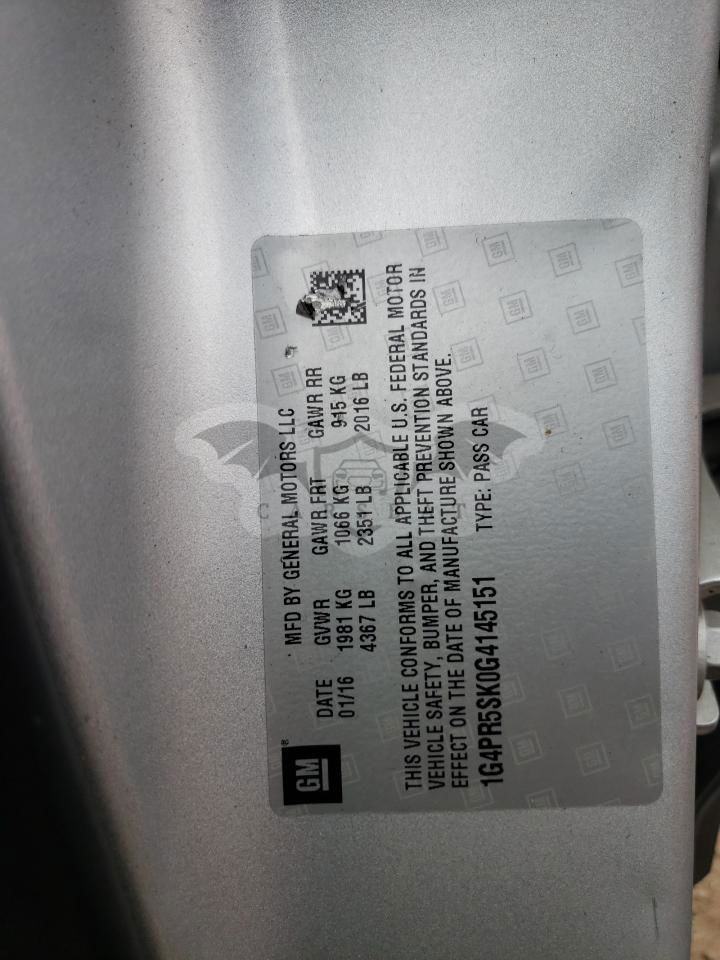 GM®
MFD BY GENERAL MOTORS LLC
DATE GVWR GAWR FRT GAWR RR
01/16 1981 KG 1066 KG 915 KG
4367 LB 2351 LB 2016 LB
THIS VEHICLE CONFORMS TO ALL APPLICABLE U.S. FEDERAL MOTOR
VEHICLE SAFETY, BUMPER, AND THEFT PREVENTION STANDARDS IN
EFFECT ON THE DATE OF MANUFACTURE SHOWN ABOVE.
1G4PR5SK0G4145151 TYPE: PASS CAR